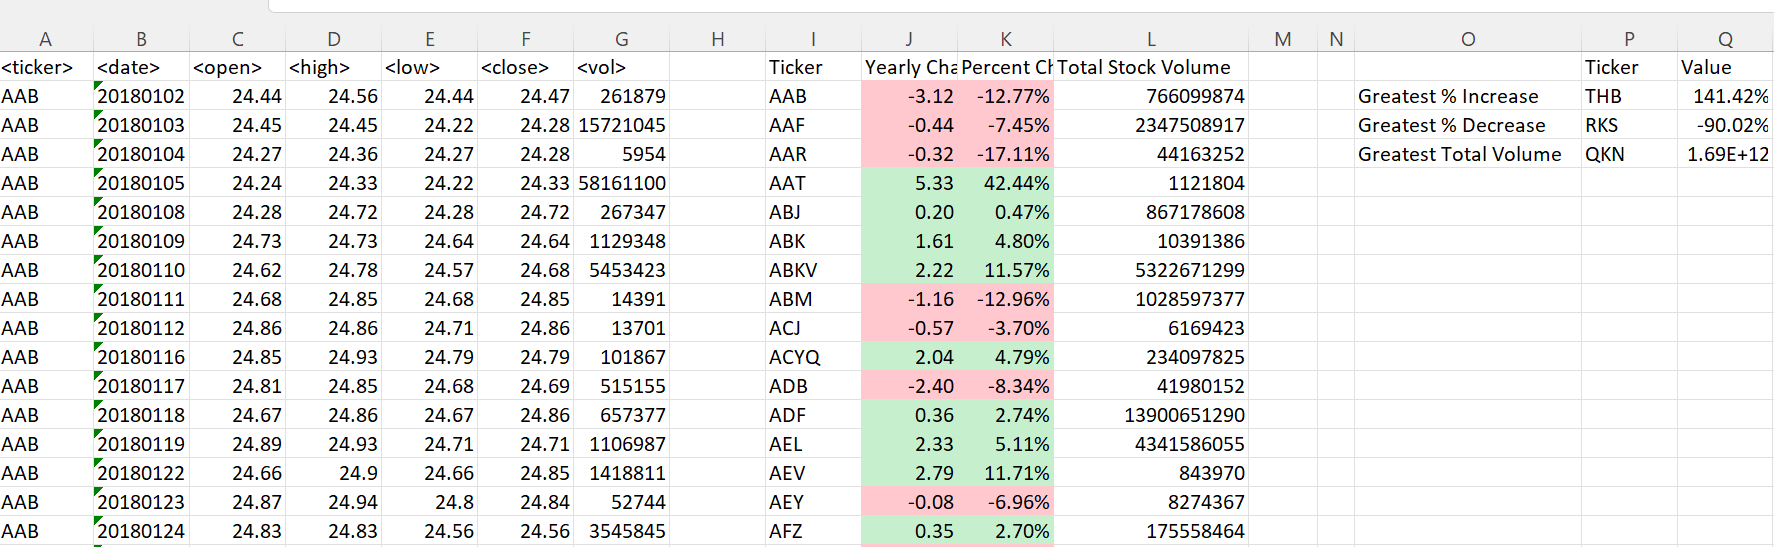 A B C D E F G H I J K L M N O P Q
<ticker> <date> <open> <high> <low> <close> <vol> Ticker Yearly Cha Percent Ch Total Stock Volume Ticker Value
AAB 20180102 24.44 24.56 24.44 24.47 261879 AAB -3.12 -12.77% 766099874 Greatest % Increase THB 141.42%
AAB 20180103 24.45 24.45 24.22 24.28 15721045 AAF -0.44 -7.45% 2347508917 Greatest % Decrease RKS -90.02%
AAB 20180104 24.27 24.36 24.27 24.28 5954 AAR -0.32 -17.11% 44163252 Greatest Total Volume QKN 1.69E+12
AAB 20180105 24.24 24.33 24.22 24.33 58161100 AAT 5.33 42.44% 1121804
AAB 20180108 24.28 24.72 24.28 24.72 267347 ABJ 0.20 0.47% 867178608
AAB 20180109 24.73 24.73 24.64 24.64 1129348 ABK 1.61 4.80% 10391386
AAB 20180110 24.62 24.78 24.57 24.68 5453423 ABKV 2.22 11.57% 5322671299
AAB 20180111 24.68 24.85 24.68 24.85 14391 ABM -1.16 -12.96% 1028597377
AAB 20180112 24.86 24.86 24.71 24.86 13701 ACJ -0.57 -3.70% 6169423
AAB 20180116 24.85 24.93 24.79 24.79 101867 ACYQ 2.04 4.79% 234097825
AAB 20180117 24.81 24.85 24.68 24.69 515155 ADB -2.40 -8.34% 41980152
AAB 20180118 24.67 24.86 24.67 24.86 657377 ADF 0.36 2.74% 13900651290
AAB 20180119 24.89 24.93 24.71 24.71 1106987 AEL 2.33 5.11% 4341586055
AAB 20180122 24.66 24.9 24.66 24.85 1418811 AEV 2.79 11.71% 843970
AAB 20180123 24.87 24.94 24.8 24.84 52744 AEY -0.08 -6.96% 8274367
AAB 20180124 24.83 24.83 24.56 24.56 3545845 AFZ 0.35 2.70% 175558464